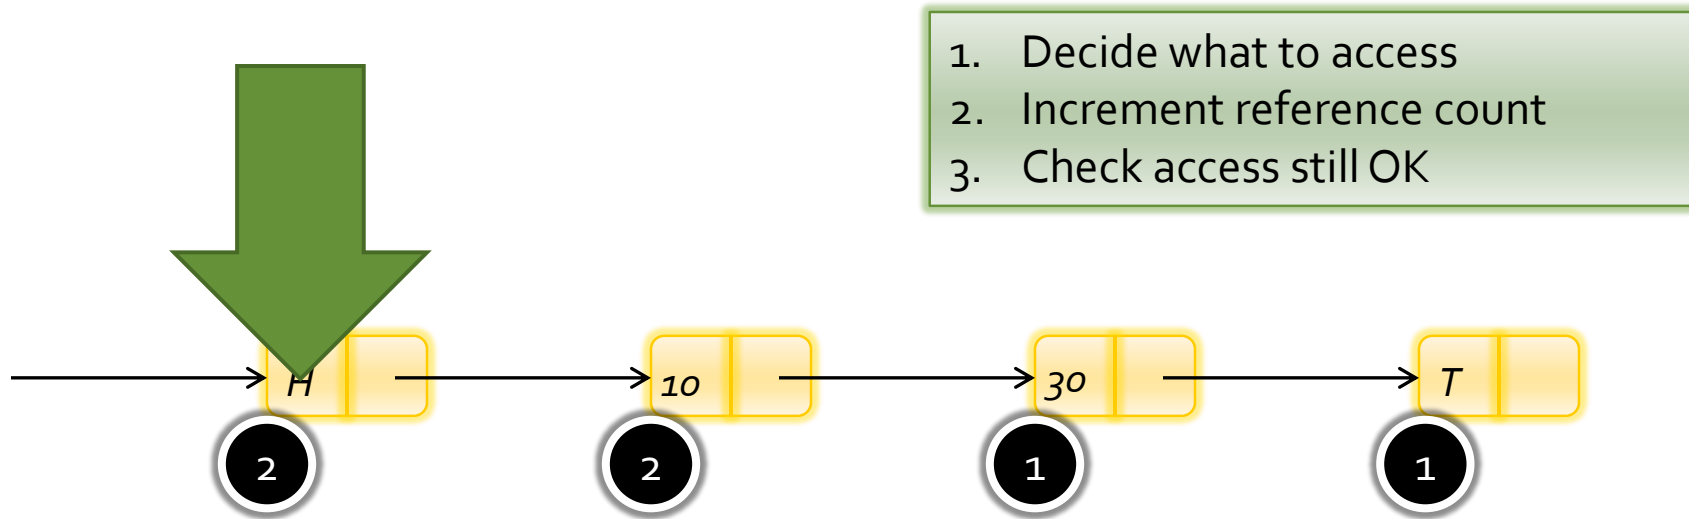 1. Decide what to access
2. Increment reference count
3. Check access still OK
H 10 30 T
2 2 1 1